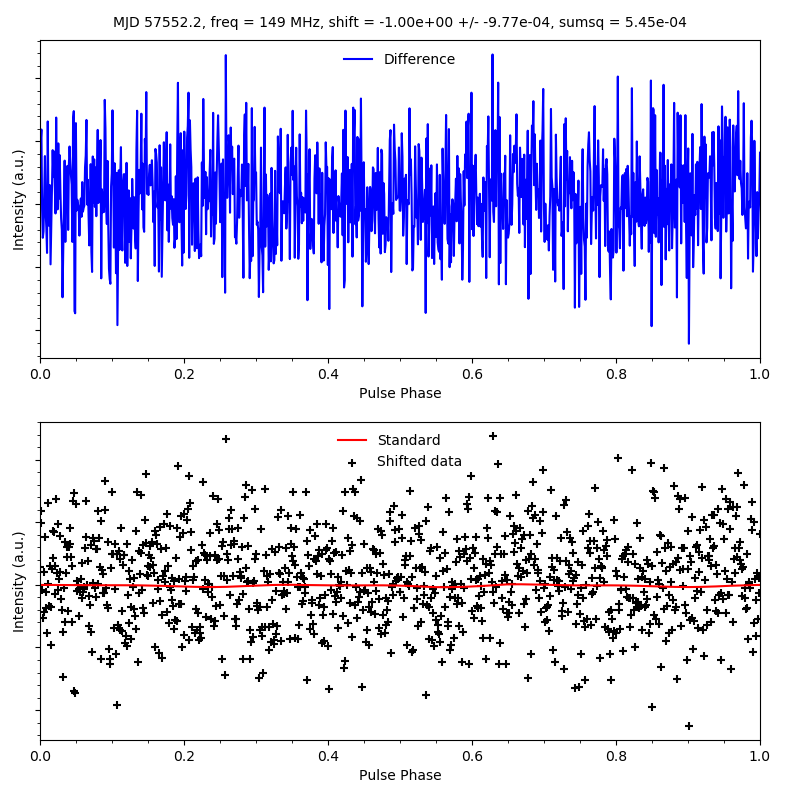 MJD 57552.2, freq = 149 MHz, shift = -1.00e+00 +/- -9.77e-04, sumsq = 5.45e-04
Difference
Intensity (a.u.)
0.0 0.2 0.4 0.6 0.8 1.0
Pulse Phase
Standard
Shifted data
Intensity (a.u.)
0.0 0.2 0.4 0.6 0.8 1.0
Pulse Phase